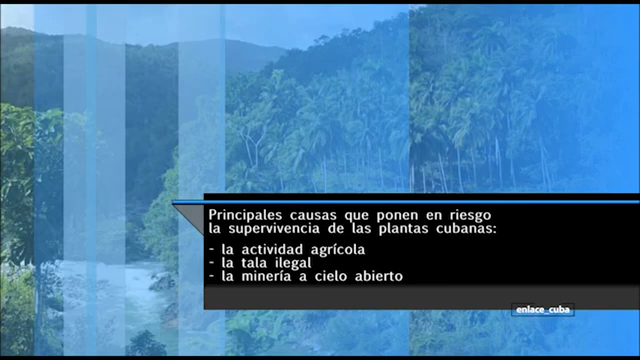 Principales causas que ponen en riesgo
la supervivencia de las plantas cubanas:
- la actividad agrícola
- la tala ilegal
- la minería a cielo abierto
enlace_cuba